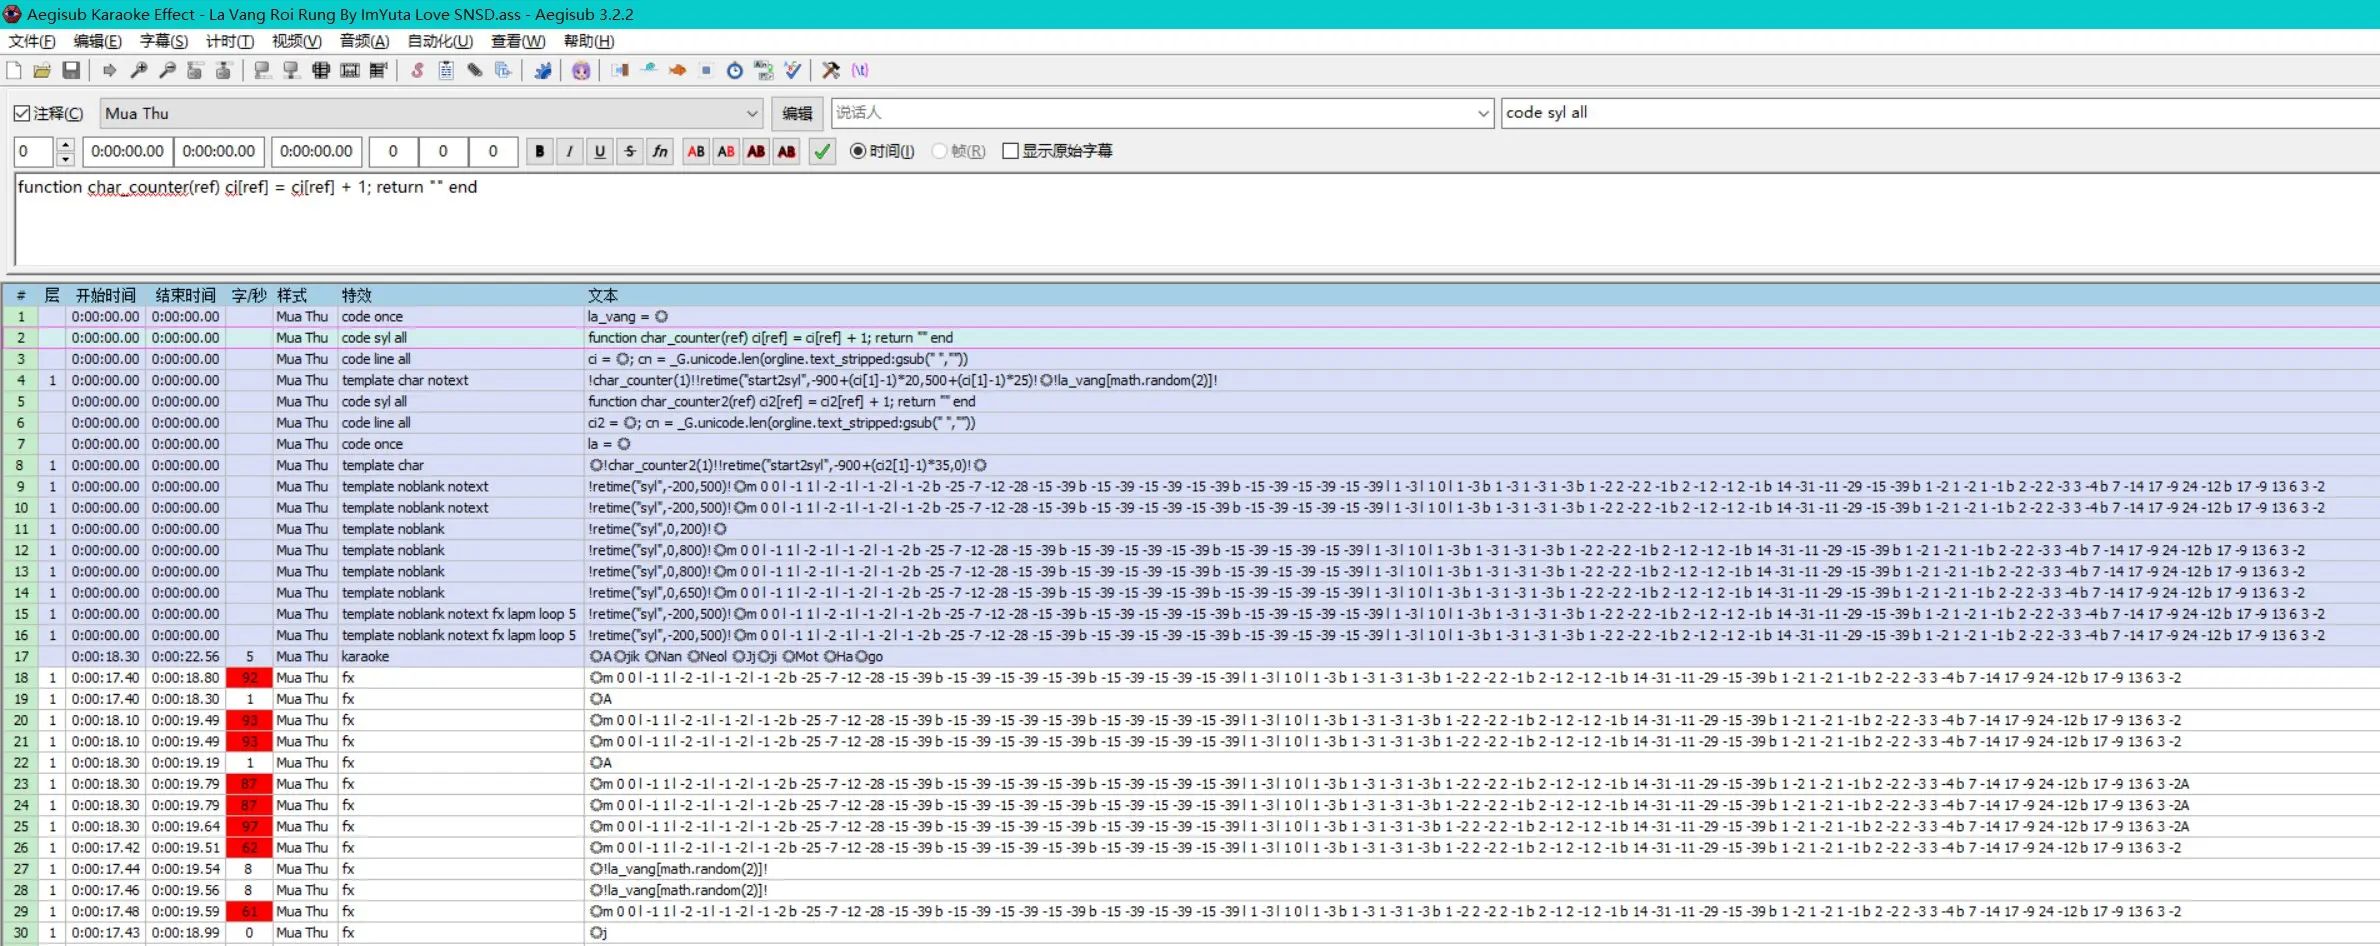 Aegisub Karaoke Effect - La Vang Roi Rung By ImYuta Love SNSD.ass - Aegisub 3.2.2
文件(F) 编辑(E) 字幕(S) 计时(T) 视频(V) 音频(A) 自动化(U) 查看(W) 帮助(H)
注释(C) Mua Thu 编辑 说话人 code syl all
0 0:00:00.00 0:00:00.00 0:00:00.00 0 0 0 B I U S fn AB AB AB AB 时间(I) 帧(R) 显示原始字幕
function char_counter(ref) ci[ref] = ci[ref] + 1; return "" end
# 层 开始时间 结束时间 字/秒 样式 特效 文本
1 0:00:00.00 0:00:00.00 Mua Thu code once la_vang =
2 0:00:00.00 0:00:00.00 Mua Thu code syl all function char_counter(ref) ci[ref] = ci[ref] + 1; return "" end
3 0:00:00.00 0:00:00.00 Mua Thu code line all ci = ; cn = _G.unicode.len(orgline.text_stripped:gsub(" ",""))
4 1 0:00:00.00 0:00:00.00 Mua Thu template char notext !char_counter(1)!!retime("start2syl",-900+(ci[1]-1)*20,500+(ci[1]-1)*25)!!la_vang[math.random(2)]!
5 0:00:00.00 0:00:00.00 Mua Thu code syl all function char_counter2(ref) ci2[ref] = ci2[ref] + 1; return "" end
6 0:00:00.00 0:00:00.00 Mua Thu code line all ci2 = ; cn = _G.unicode.len(orgline.text_stripped:gsub(" ",""))
7 0:00:00.00 0:00:00.00 Mua Thu code once la =
8 1 0:00:00.00 0:00:00.00 Mua Thu template char !char_counter2(1)!!retime("start2syl",-900+(ci2[1]-1)*35,0)!
9 1 0:00:00.00 0:00:00.00 Mua Thu template noblank notext !retime("syl",-200,500)!m 0 0 l -1 1 l -2 -1 l -1 -2 l -1 -2 b -25 -7 -12 -28 -15 -39 b -15 -39 -15 -39 -15 -39 b -15 -39 -15 -39 -15 -39 l 1 -3 l 1 0 l 1 -3 b 1 -3 1 -3 1 -3 b 1 -2 2 -2 2 -1 b 2 -1 2 -1 2 -1 b 14 -31 -11 -29 -15 -39 b 1 -2 1 -2 1 -1 b 2 -2 2 -3 3 -4 b 7 -14 17 -9 24 -12 b 17 -9 13 6 3 -2
10 1 0:00:00.00 0:00:00.00 Mua Thu template noblank notext !retime("syl",-200,500)!m 0 0 l -1 1 l -2 -1 l -1 -2 l -1 -2 b -25 -7 -12 -28 -15 -39 b -15 -39 -15 -39 -15 -39 b -15 -39 -15 -39 -15 -39 l 1 -3 l 1 0 l 1 -3 b 1 -3 1 -3 1 -3 b 1 -2 2 -2 2 -1 b 2 -1 2 -1 2 -1 b 14 -31 -11 -29 -15 -39 b 1 -2 1 -2 1 -1 b 2 -2 2 -3 3 -4 b 7 -14 17 -9 24 -12 b 17 -9 13 6 3 -2
11 1 0:00:00.00 0:00:00.00 Mua Thu template noblank !retime("syl",0,200)!
12 1 0:00:00.00 0:00:00.00 Mua Thu template noblank !retime("syl",0,800)!m 0 0 l -1 1 l -2 -1 l -1 -2 l -1 -2 b -25 -7 -12 -28 -15 -39 b -15 -39 -15 -39 -15 -39 b -15 -39 -15 -39 -15 -39 l 1 -3 l 1 0 l 1 -3 b 1 -3 1 -3 1 -3 b 1 -2 2 -2 2 -1 b 2 -1 2 -1 2 -1 b 14 -31 -11 -29 -15 -39 b 1 -2 1 -2 1 -1 b 2 -2 2 -3 3 -4 b 7 -14 17 -9 24 -12 b 17 -9 13 6 3 -2
13 1 0:00:00.00 0:00:00.00 Mua Thu template noblank !retime("syl",0,800)!m 0 0 l -1 1 l -2 -1 l -1 -2 l -1 -2 b -25 -7 -12 -28 -15 -39 b -15 -39 -15 -39 -15 -39 b -15 -39 -15 -39 -15 -39 l 1 -3 l 1 0 l 1 -3 b 1 -3 1 -3 1 -3 b 1 -2 2 -2 2 -1 b 2 -1 2 -1 2 -1 b 14 -31 -11 -29 -15 -39 b 1 -2 1 -2 1 -1 b 2 -2 2 -3 3 -4 b 7 -14 17 -9 24 -12 b 17 -9 13 6 3 -2
14 1 0:00:00.00 0:00:00.00 Mua Thu template noblank !retime("syl",0,650)!m 0 0 l -1 1 l -2 -1 l -1 -2 l -1 -2 b -25 -7 -12 -28 -15 -39 b -15 -39 -15 -39 -15 -39 b -15 -39 -15 -39 -15 -39 l 1 -3 l 1 0 l 1 -3 b 1 -3 1 -3 1 -3 b 1 -2 2 -2 2 -1 b 2 -1 2 -1 2 -1 b 14 -31 -11 -29 -15 -39 b 1 -2 1 -2 1 -1 b 2 -2 2 -3 3 -4 b 7 -14 17 -9 24 -12 b 17 -9 13 6 3 -2
15 1 0:00:00.00 0:00:00.00 Mua Thu template noblank notext fx lapm loop 5 !retime("syl",-200,500)!m 0 0 l -1 1 l -2 -1 l -1 -2 l -1 -2 b -25 -7 -12 -28 -15 -39 b -15 -39 -15 -39 -15 -39 b -15 -39 -15 -39 -15 -39 l 1 -3 l 1 0 l 1 -3 b 1 -3 1 -3 1 -3 b 1 -2 2 -2 2 -1 b 2 -1 2 -1 2 -1 b 14 -31 -11 -29 -15 -39 b 1 -2 1 -2 1 -1 b 2 -2 2 -3 3 -4 b 7 -14 17 -9 24 -12 b 17 -9 13 6 3 -2
16 1 0:00:00.00 0:00:00.00 Mua Thu template noblank notext fx lapm loop 5 !retime("syl",-200,500)!m 0 0 l -1 1 l -2 -1 l -1 -2 l -1 -2 b -25 -7 -12 -28 -15 -39 b -15 -39 -15 -39 -15 -39 b -15 -39 -15 -39 -15 -39 l 1 -3 l 1 0 l 1 -3 b 1 -3 1 -3 1 -3 b 1 -2 2 -2 2 -1 b 2 -1 2 -1 2 -1 b 14 -31 -11 -29 -15 -39 b 1 -2 1 -2 1 -1 b 2 -2 2 -3 3 -4 b 7 -14 17 -9 24 -12 b 17 -9 13 6 3 -2
17 0:00:18.30 0:00:22.56 5 Mua Thu karaoke Ajik Nan Neol Jjji Mot Hago
18 1 0:00:17.40 0:00:18.80 92 Mua Thu fx m 0 0 l -1 1 l -2 -1 l -1 -2 l -1 -2 b -25 -7 -12 -28 -15 -39 b -15 -39 -15 -39 -15 -39 b -15 -39 -15 -39 -15 -39 l 1 -3 l 1 0 l 1 -3 b 1 -3 1 -3 1 -3 b 1 -2 2 -2 2 -1 b 2 -1 2 -1 2 -1 b 14 -31 -11 -29 -15 -39 b 1 -2 1 -2 1 -1 b 2 -2 2 -3 3 -4 b 7 -14 17 -9 24 -12 b 17 -9 13 6 3 -2
19 1 0:00:17.40 0:00:18.30 1 Mua Thu fx A
20 1 0:00:18.10 0:00:19.49 93 Mua Thu fx m 0 0 l -1 1 l -2 -1 l -1 -2 l -1 -2 b -25 -7 -12 -28 -15 -39 b -15 -39 -15 -39 -15 -39 b -15 -39 -15 -39 -15 -39 l 1 -3 l 1 0 l 1 -3 b 1 -3 1 -3 1 -3 b 1 -2 2 -2 2 -1 b 2 -1 2 -1 2 -1 b 14 -31 -11 -29 -15 -39 b 1 -2 1 -2 1 -1 b 2 -2 2 -3 3 -4 b 7 -14 17 -9 24 -12 b 17 -9 13 6 3 -2
21 1 0:00:18.10 0:00:19.49 93 Mua Thu fx m 0 0 l -1 1 l -2 -1 l -1 -2 l -1 -2 b -25 -7 -12 -28 -15 -39 b -15 -39 -15 -39 -15 -39 b -15 -39 -15 -39 -15 -39 l 1 -3 l 1 0 l 1 -3 b 1 -3 1 -3 1 -3 b 1 -2 2 -2 2 -1 b 2 -1 2 -1 2 -1 b 14 -31 -11 -29 -15 -39 b 1 -2 1 -2 1 -1 b 2 -2 2 -3 3 -4 b 7 -14 17 -9 24 -12 b 17 -9 13 6 3 -2
22 1 0:00:18.30 0:00:19.19 1 Mua Thu fx A
23 1 0:00:18.30 0:00:19.79 87 Mua Thu fx m 0 0 l -1 1 l -2 -1 l -1 -2 l -1 -2 b -25 -7 -12 -28 -15 -39 b -15 -39 -15 -39 -15 -39 b -15 -39 -15 -39 -15 -39 l 1 -3 l 1 0 l 1 -3 b 1 -3 1 -3 1 -3 b 1 -2 2 -2 2 -1 b 2 -1 2 -1 2 -1 b 14 -31 -11 -29 -15 -39 b 1 -2 1 -2 1 -1 b 2 -2 2 -3 3 -4 b 7 -14 17 -9 24 -12 b 17 -9 13 6 3 -2A
24 1 0:00:18.30 0:00:19.79 87 Mua Thu fx m 0 0 l -1 1 l -2 -1 l -1 -2 l -1 -2 b -25 -7 -12 -28 -15 -39 b -15 -39 -15 -39 -15 -39 b -15 -39 -15 -39 -15 -39 l 1 -3 l 1 0 l 1 -3 b 1 -3 1 -3 1 -3 b 1 -2 2 -2 2 -1 b 2 -1 2 -1 2 -1 b 14 -31 -11 -29 -15 -39 b 1 -2 1 -2 1 -1 b 2 -2 2 -3 3 -4 b 7 -14 17 -9 24 -12 b 17 -9 13 6 3 -2A
25 1 0:00:18.30 0:00:19.64 97 Mua Thu fx m 0 0 l -1 1 l -2 -1 l -1 -2 l -1 -2 b -25 -7 -12 -28 -15 -39 b -15 -39 -15 -39 -15 -39 b -15 -39 -15 -39 -15 -39 l 1 -3 l 1 0 l 1 -3 b 1 -3 1 -3 1 -3 b 1 -2 2 -2 2 -1 b 2 -1 2 -1 2 -1 b 14 -31 -11 -29 -15 -39 b 1 -2 1 -2 1 -1 b 2 -2 2 -3 3 -4 b 7 -14 17 -9 24 -12 b 17 -9 13 6 3 -2A
26 1 0:00:17.42 0:00:19.51 62 Mua Thu fx m 0 0 l -1 1 l -2 -1 l -1 -2 l -1 -2 b -25 -7 -12 -28 -15 -39 b -15 -39 -15 -39 -15 -39 b -15 -39 -15 -39 -15 -39 l 1 -3 l 1 0 l 1 -3 b 1 -3 1 -3 1 -3 b 1 -2 2 -2 2 -1 b 2 -1 2 -1 2 -1 b 14 -31 -11 -29 -15 -39 b 1 -2 1 -2 1 -1 b 2 -2 2 -3 3 -4 b 7 -14 17 -9 24 -12 b 17 -9 13 6 3 -2
27 1 0:00:17.44 0:00:19.54 8 Mua Thu fx !la_vang[math.random(2)]!
28 1 0:00:17.46 0:00:19.56 8 Mua Thu fx !la_vang[math.random(2)]!
29 1 0:00:17.48 0:00:19.59 61 Mua Thu fx m 0 0 l -1 1 l -2 -1 l -1 -2 l -1 -2 b -25 -7 -12 -28 -15 -39 b -15 -39 -15 -39 -15 -39 b -15 -39 -15 -39 -15 -39 l 1 -3 l 1 0 l 1 -3 b 1 -3 1 -3 1 -3 b 1 -2 2 -2 2 -1 b 2 -1 2 -1 2 -1 b 14 -31 -11 -29 -15 -39 b 1 -2 1 -2 1 -1 b 2 -2 2 -3 3 -4 b 7 -14 17 -9 24 -12 b 17 -9 13 6 3 -2
30 1 0:00:17.43 0:00:18.99 0 Mua Thu fx j